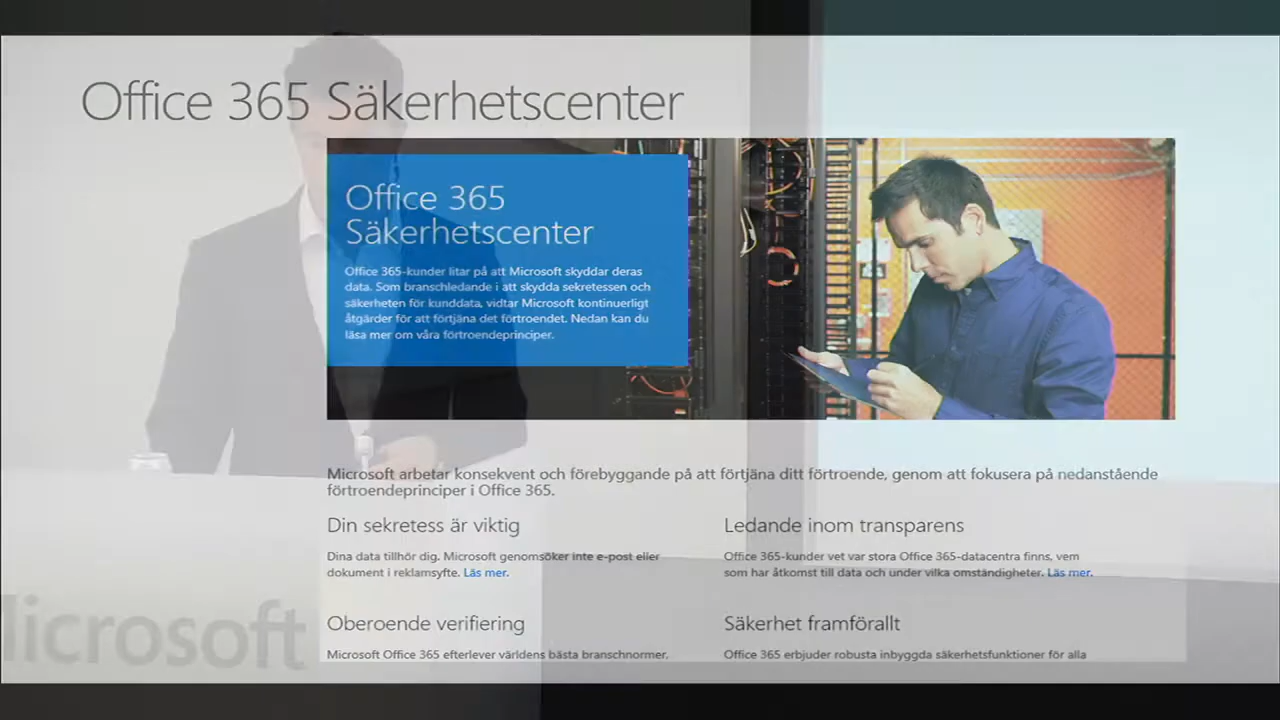 Office 365 Säkerhetscenter
Office 365
Säkerhetscenter
Office 365-kunder litar på att Microsoft skyddar deras
data. Som branschledande i att skydda sekretessen och
säkerheten för kunddata, vidtar Microsoft kontinuerligt
åtgärder för att förtjäna det förtroendet. Nedan kan du
läsa mer om våra förtroendeprinciper.
Microsoft arbetar konsekvent och förebyggande på att förtjäna ditt förtroende, genom att fokusera på nedanstående
förtroendeprinciper i Office 365.
Din sekretess är viktig
Dina data tillhör dig. Microsoft genomsöker inte e-post eller
dokument i reklamsyfte. Läs mer.
Ledande inom transparens
Office 365-kunder vet var stora Office 365-datacentra finns, vem
som har åtkomst till data och under vilka omständigheter. Läs mer.
Oberoende verifiering
Microsoft Office 365 efterlever världens bästa branschnormer.
Säkerhet framförallt
Office 365 erbjuder robusta inbyggda säkerhetsfunktioner för alla
Microsoft